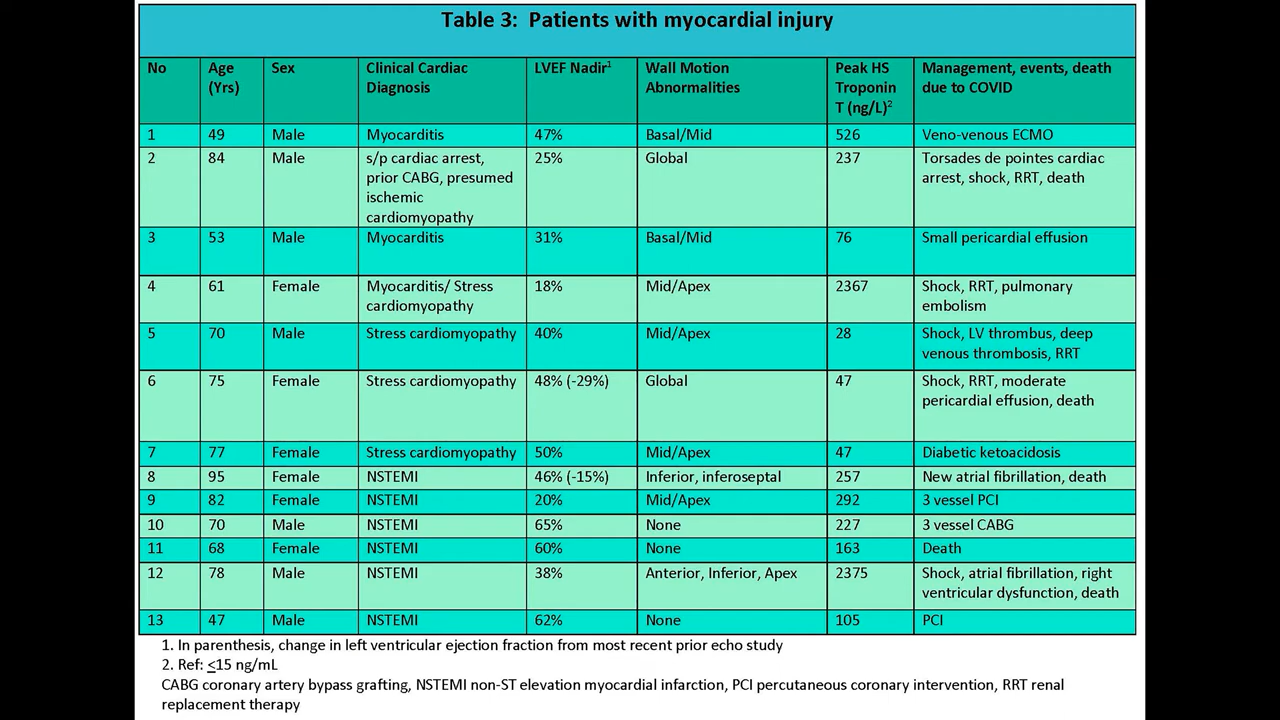 Table 3: Patients with myocardial injury
No Age (Yrs) Sex Clinical Cardiac Diagnosis LVEF Nadir1 Wall Motion Abnormalities Peak HS Troponin T (ng/L)2 Management, events, death due to COVID
1 49 Male Myocarditis 47% Basal/Mid 526 Veno-venous ECMO
2 84 Male s/p cardiac arrest, prior CABG, presumed ischemic cardiomyopathy 25% Global 237 Torsades de pointes cardiac arrest, shock, RRT, death
3 53 Male Myocarditis 31% Basal/Mid 76 Small pericardial effusion
4 61 Female Myocarditis/ Stress cardiomyopathy 18% Mid/Apex 2367 Shock, RRT, pulmonary embolism
5 70 Male Stress cardiomyopathy 40% Mid/Apex 28 Shock, LV thrombus, deep venous thrombosis, RRT
6 75 Female Stress cardiomyopathy 48% (-29%) Global 47 Shock, RRT, moderate pericardial effusion, death
7 77 Female Stress cardiomyopathy 50% Mid/Apex 47 Diabetic ketoacidosis
8 95 Female NSTEMI 46% (-15%) Inferior, inferoseptal 257 New atrial fibrillation, death
9 82 Female NSTEMI 20% Mid/Apex 292 3 vessel PCI
10 70 Male NSTEMI 65% None 227 3 vessel CABG
11 68 Female NSTEMI 60% None 163 Death
12 78 Male NSTEMI 38% Anterior, Inferior, Apex 2375 Shock, atrial fibrillation, right ventricular dysfunction, death
13 47 Male NSTEMI 62% None 105 PCI
1. In parenthesis, change in left ventricular ejection fraction from most recent prior echo study
2. Ref: <15 ng/mL
CABG coronary artery bypass grafting, NSTEMI non-ST elevation myocardial infarction, PCI percutaneous coronary intervention, RRT renal
replacement therapy